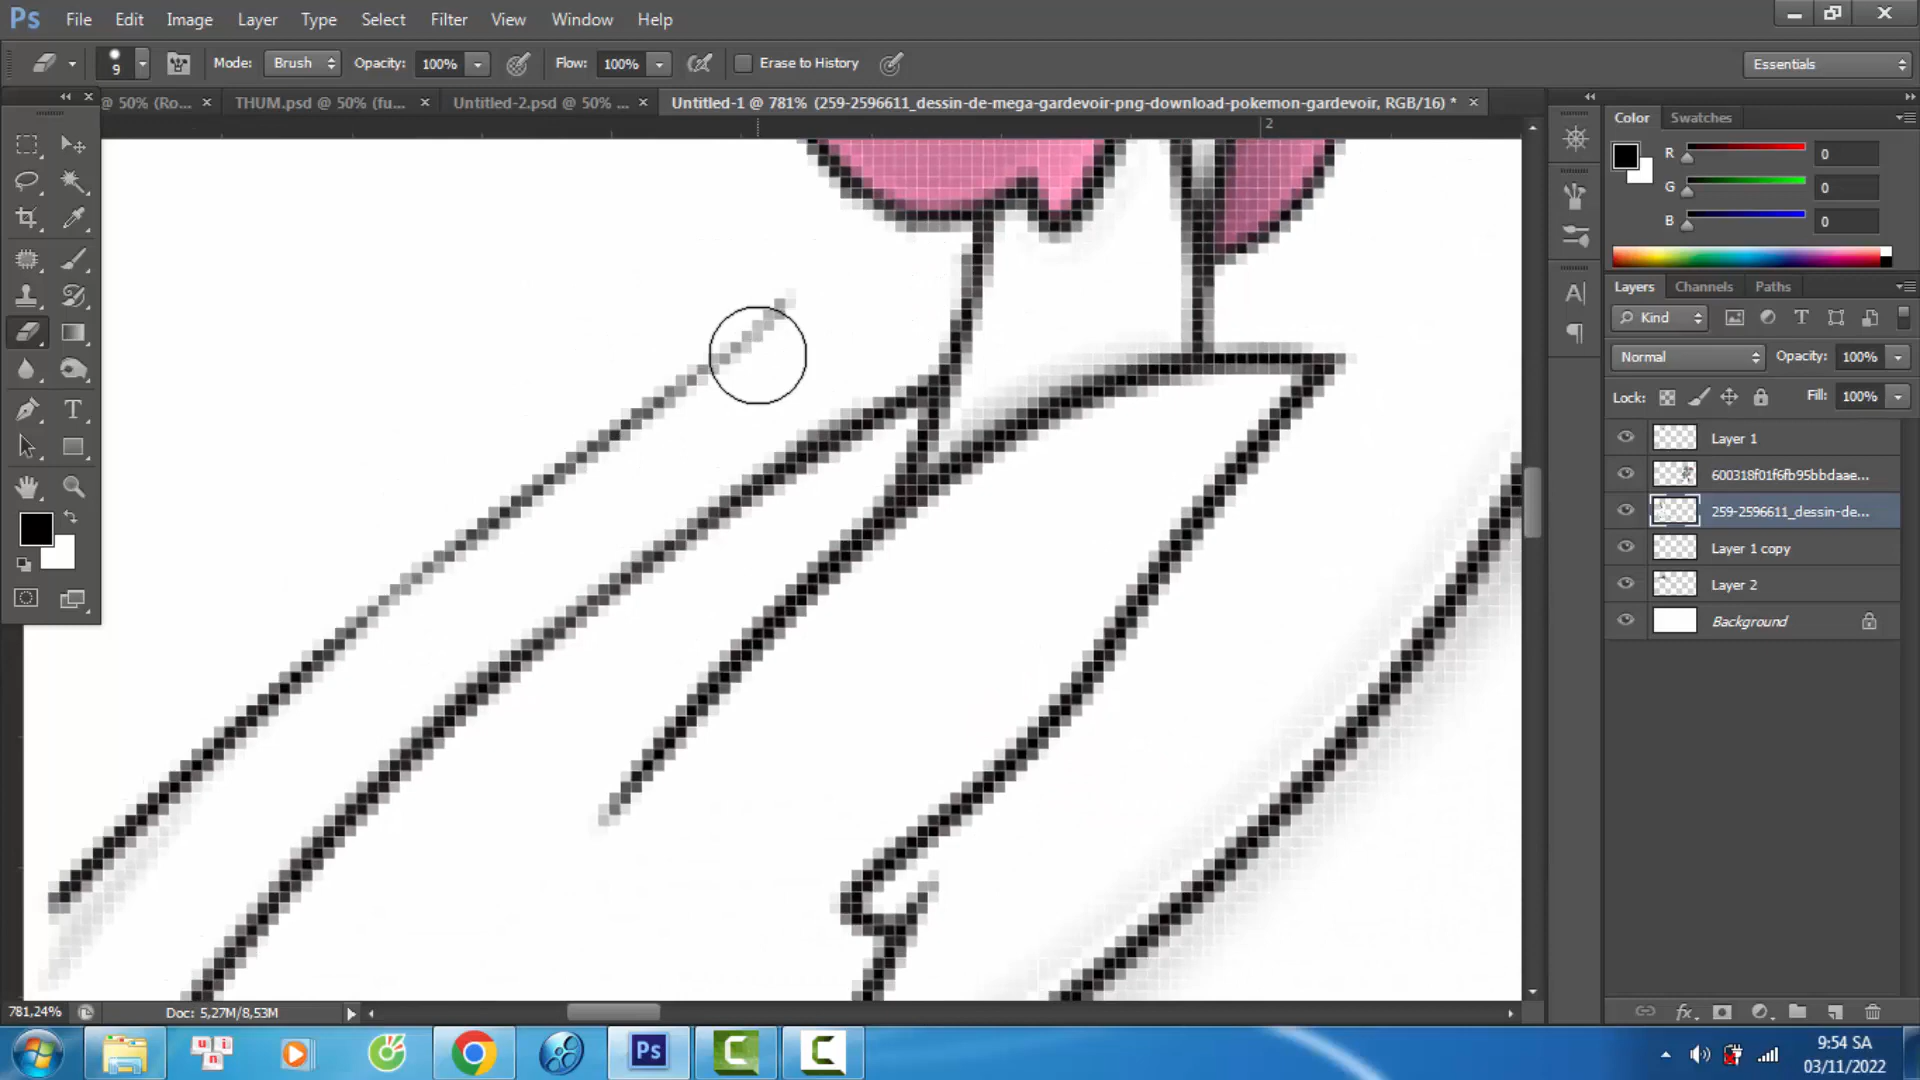 Ps File Edit Image Layer Type Select Filter View Window Help
9 Mode: Brush Opacity: 100% Flow: 100% Erase to History Essentials
@ 50% (Ro... × THUM.psd @ 50% (fu... × Untitled-2.psd @ 50% ... × Untitled-1 @ 781% (259-2596611_dessin-de-mega-gardevoir-png-download-pokemon-gardevoir, RGB/16) * ×
2
Color Swatches
R 0
G 0
B 0
Layers Channels Paths
Kind
Normal Opacity: 100%
Lock: Fill: 100%
Layer 1
600318f01f6fb95bbdaae...
259-2596611_dessin-de...
Layer 1 copy
Layer 2
Background
781,24% Doc: 5,27M/8,53M
un i n Ps C C
9:54 SA
03/11/2022